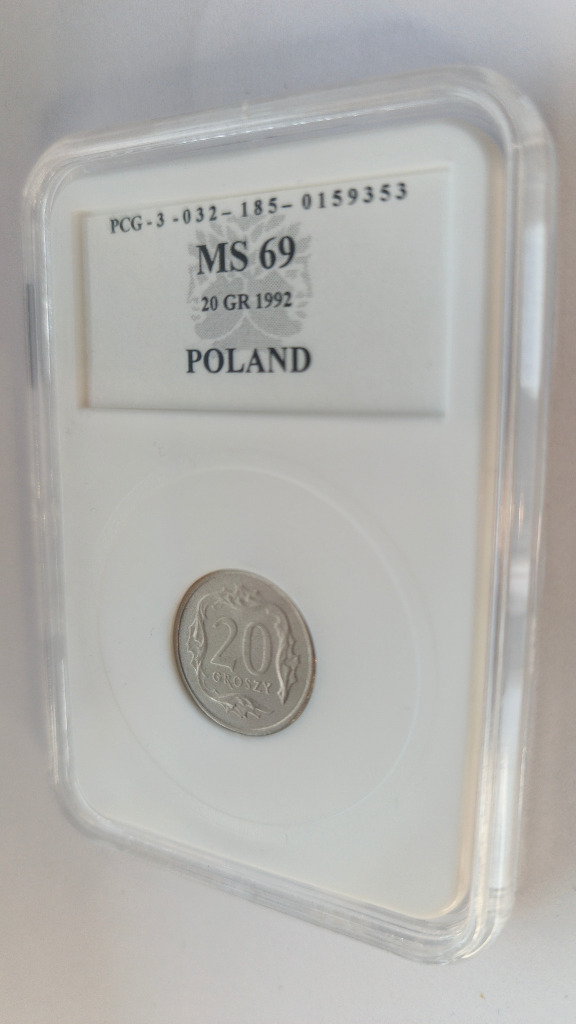 PCG-3-032-185-0159353
MS 69
20 GR 1992
POLAND
20
GROSZY